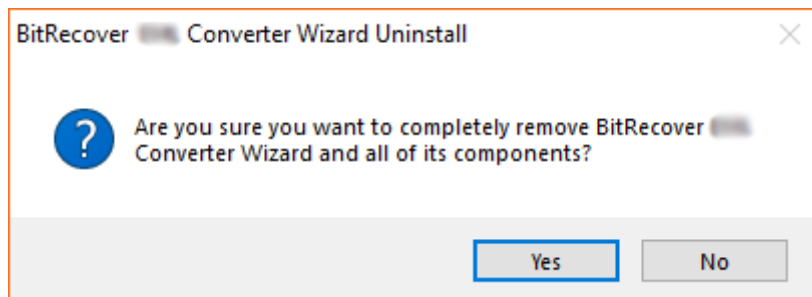 BitRecover Converter Wizard Uninstall
Are you sure you want to completely remove BitRecover
Converter Wizard and all of its components?
Yes
No